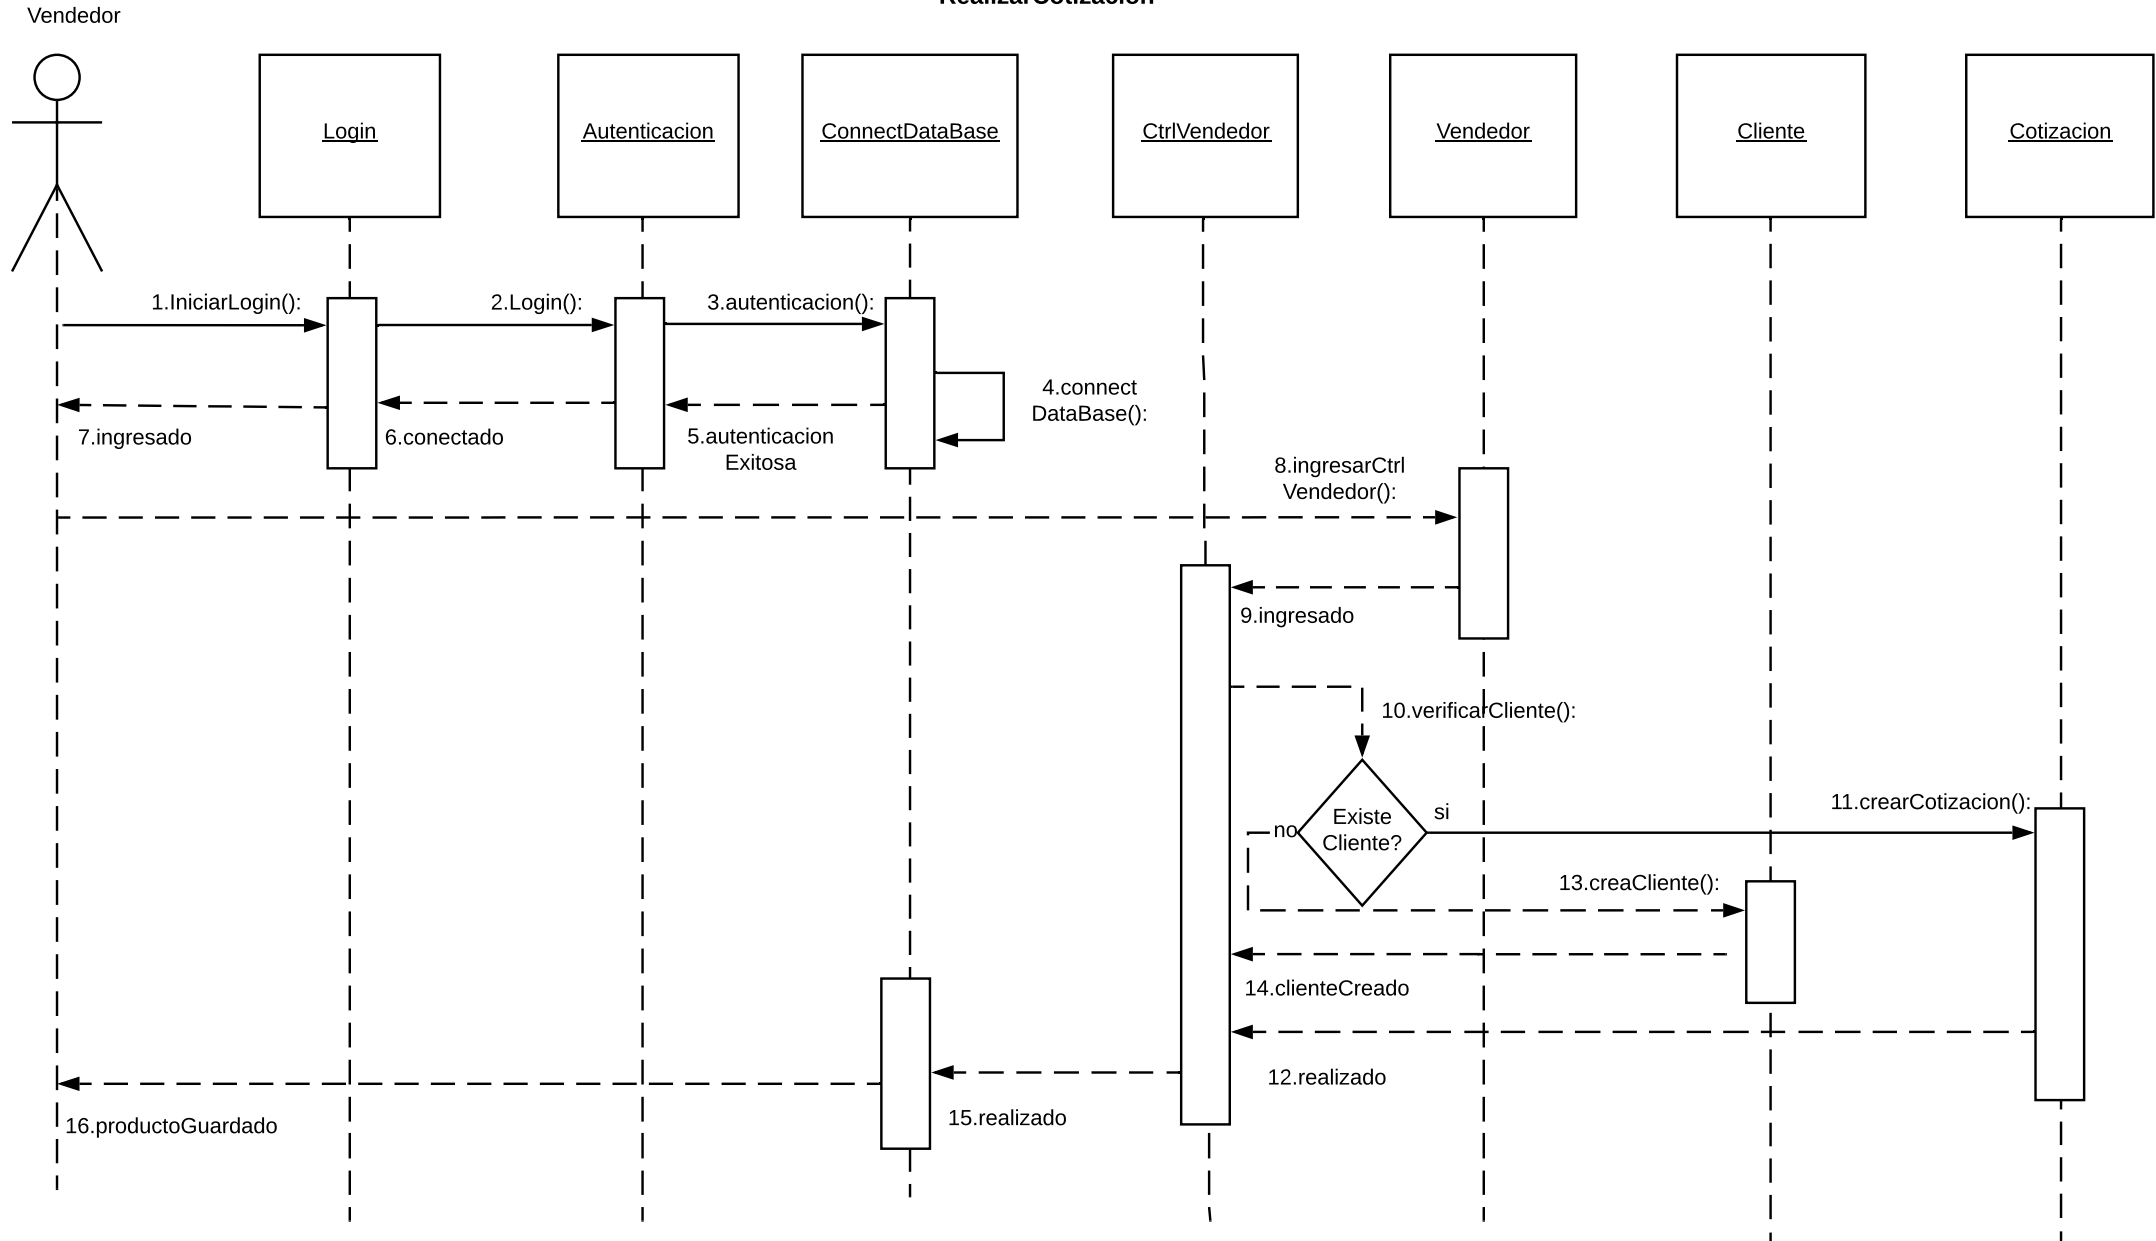 RealizarCotizacion
Vendedor
Login
Autenticacion
ConnectDataBase
CtrlVendedor
Vendedor
Cliente
Cotizacion
1.IniciarLogin():
2.Login():
3.autenticacion():
4.connect
DataBase():
7.ingresado
6.conectado
5.autenticacion
Exitosa
8.ingresarCtrl
Vendedor():
9.ingresado
10.verificarCliente():
Existe
Cliente?
si
no
11.crearCotizacion():
13.creaCliente():
14.clienteCreado
12.realizado
15.realizado
16.productoGuardado